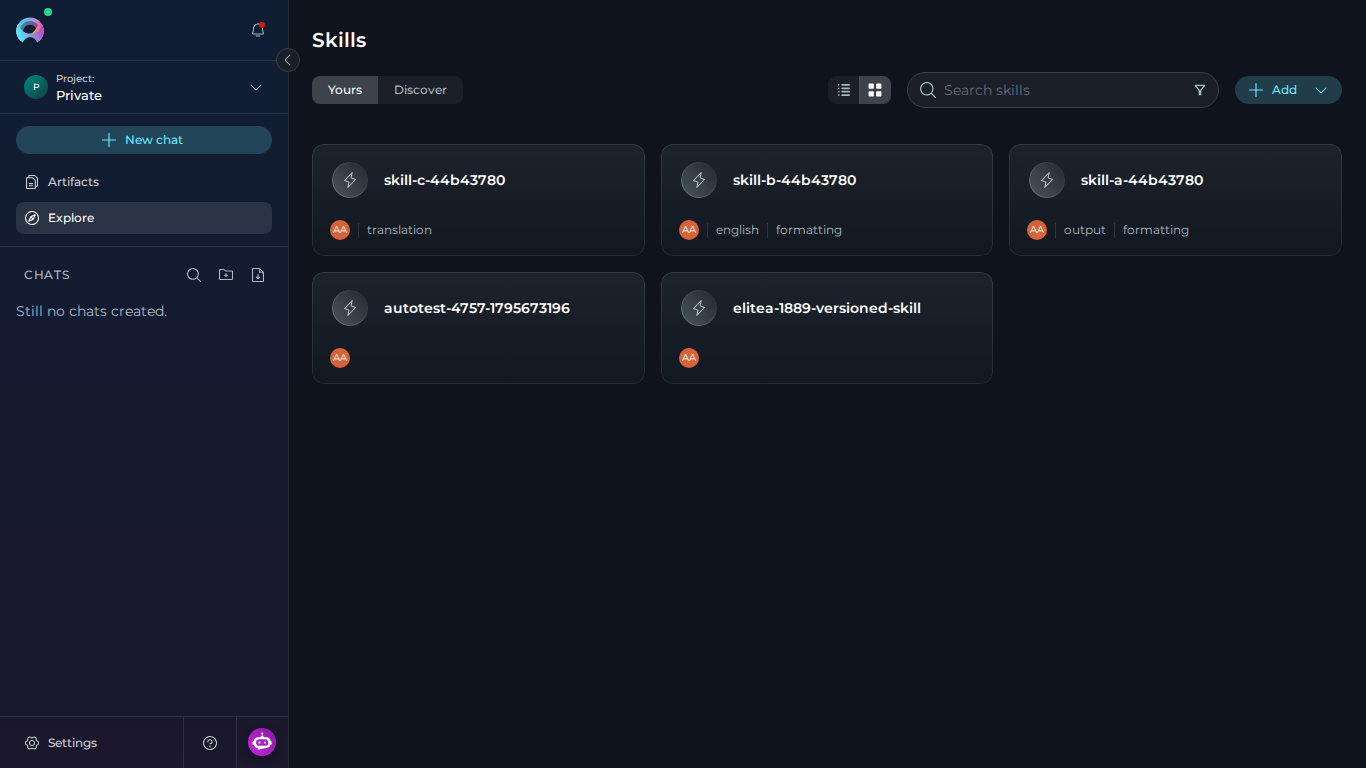 Project:
P
Private
New chat
Artifacts
Explore
CHATS
Still no chats created.
Settings
Skills
Yours
Discover
Search skills
Add
skill-c-44b43780
AA
translation
skill-b-44b43780
AA
english
formatting
skill-a-44b43780
AA
output
formatting
autotest-4757-1795673196
AA
elitea-1889-versioned-skill
AA